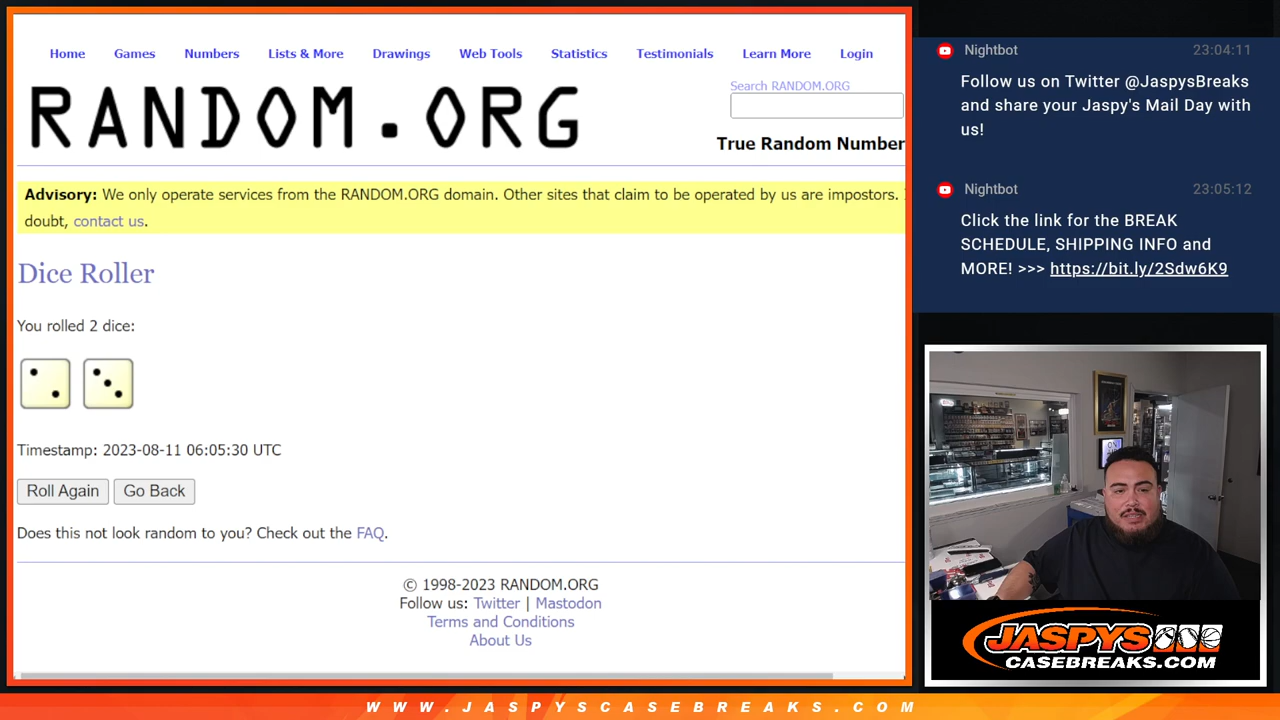 Home Games Numbers Lists & More Drawings Web Tools Statistics Testimonials Learn More Login
RANDOM.ORG
Search RANDOM.ORG
True Random Number
Advisory: We only operate services from the RANDOM.ORG domain. Other sites that claim to be operated by us are impostors.
doubt, contact us.
Dice Roller
You rolled 2 dice:
Timestamp: 2023-08-11 06:05:30 UTC
Roll Again Go Back
Does this not look random to you? Check out the FAQ.
© 1998-2023 RANDOM.ORG
Follow us: Twitter | Mastodon
Terms and Conditions
About Us
Nightbot 23:04:11
Follow us on Twitter @JaspysBreaks
and share your Jaspy's Mail Day with
us!
Nightbot 23:05:12
Click the link for the BREAK
SCHEDULE, SHIPPING INFO and
MORE! >>> https://bit.ly/2Sdw6K9
JASPYS
CASEBREAKS.COM
WWW.JASPYSCASEBREAKS.COM